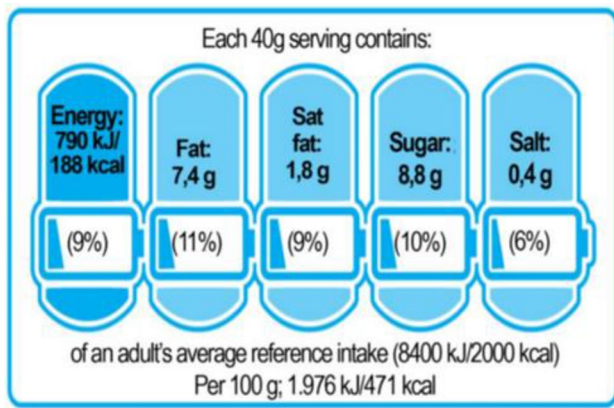 Each 40g serving contains:
Energy:
790 kJ/
188 kcal
Fat:
7,4 g
Sat
fat:
1,8 g
Sugar:
8,8 g
Salt:
0,4 g
(9%)
(11%)
(9%)
(10%)
(6%)
of an adult's average reference intake (8400 kJ/2000 kcal)
Per 100 g; 1.976 kJ/471 kcal